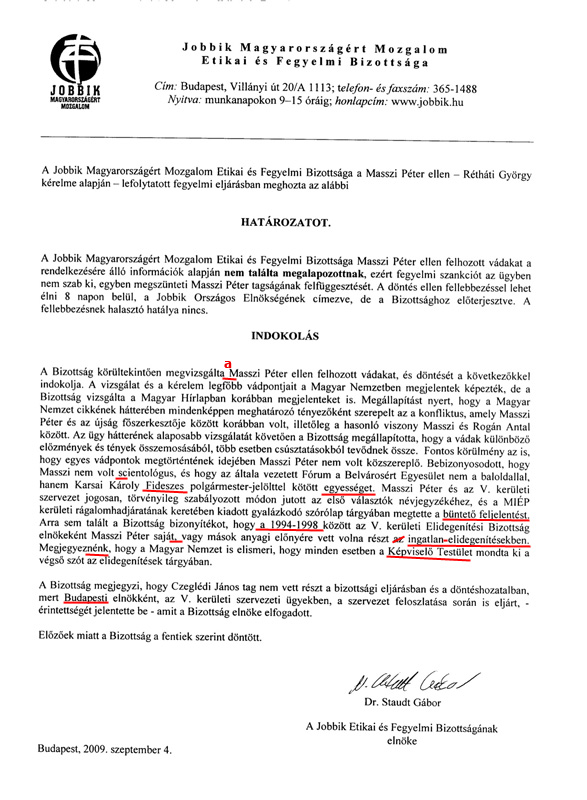 Jobbik Magyarországért Mozgalom
Etikai és Fegyelmi Bizottsága
Cím: Budapest, Villányi út 20/A 1113; telefon- és faxszám: 365-1488
Nyitva: munkanapokon 9–15 óráig; honlapcím: www.jobbik.hu
JOBBIK
MAGYARORSZÁGÉRT
MOZGALOM
A Jobbik Magyarországért Mozgalom Etikai és Fegyelmi Bizottsága a Masszi Péter ellen – Rétháti György
kérelme alapján – lefolytatott fegyelmi eljárásban meghozta az alábbi
HATÁROZATOT.
A Jobbik Magyarországért Mozgalom Etikai és Fegyelmi Bizottsága Masszi Péter ellen felhozott vádakat a
rendelkezésére álló információk alapján nem találta megalapozottnak, ezért fegyelmi szankciót az ügyben
nem szab ki, egyben megszünteti Masszi Péter tagságának felfüggesztését. A döntés ellen fellebbezéssel lehet
élni 8 napon belül, a Jobbik Országos Elnökségének címezve, de a Bizottsághoz előterjesztve. A
fellebbezésnek halasztó hatálya nincs.
INDOKOLÁS
a
A Bizottság körültekintően megvizsgálta Masszi Péter ellen felhozott vádakat, és döntését a következőkkel
indokolja. A vizsgálat és a kérelem legfőbb vádpontjait a Magyar Nemzetben megjelentek képezték, de a
Bizottság vizsgálta a Magyar Hírlapban korábban megjelenteket is. Megállapítást nyert, hogy a Magyar
Nemzet cikkének hátterében mindenképpen meghatározó tényezőként szerepelt az a konfliktus, amely Masszi
Péter és az újság főszerkesztője között korábban volt, illetőleg a hasonló viszony Masszi és Rogán Antal
között. Az ügy hátterének alaposabb vizsgálatát követően a Bizottság megállapította, hogy a vádak különböző
előzmények és tények összemosásából, több esetben csúsztatásokból tevődnek össze. Fontos körülmény az is,
hogy egyes vádpontok megtörténtének idejében Masszi Péter nem volt közszereplő. Bebizonyosodott, hogy
Masszi nem volt scientológus, és hogy az általa vezetett Fórum a Belvárosért Egyesület nem a baloldallal,
hanem Karsai Károly Fideszes polgármester-jelölttel kötött egyességet. Masszi Péter és az V. kerületi
szervezet jogosan, törvényileg szabályozott módon jutott az első választók névjegyzékéhez, és a MIÉP
kerületi rágalomhadjáratának keretében kiadott gyalázkodó szórólap tárgyában megtette a büntető feljelentést.
Arra sem talált a Bizottság bizonyítékot, hogy a 1994-1998 között az V. kerületi Elidegenítési Bizottság
elnökeként Masszi Péter saját, vagy mások anyagi előnyére vett volna részt az ingatlan-elidegenítésekben.
Megjegyeznénk, hogy a Magyar Nemzet is elismeri, hogy minden esetben a Képviselő Testület mondta ki a
végső szót az elidegenítések tárgyában.
A Bizottság megjegyzi, hogy Czeglédi János tag nem vett részt a bizottsági eljárásban és a döntéshozatalban,
mert Budapesti elnökként, az V. kerületi szervezeti ügyekben, a szervezet feloszlatása során is eljárt, -
érintettségét jelentette be - amit a Bizottság elnöke elfogadott.
Előzőek miatt a Bizottság a fentiek szerint döntött.
Dr. Staudt Gábor
A Jobbik Etikai és Fegyelmi Bizottságának
elnöke
Budapest, 2009. szeptember 4.